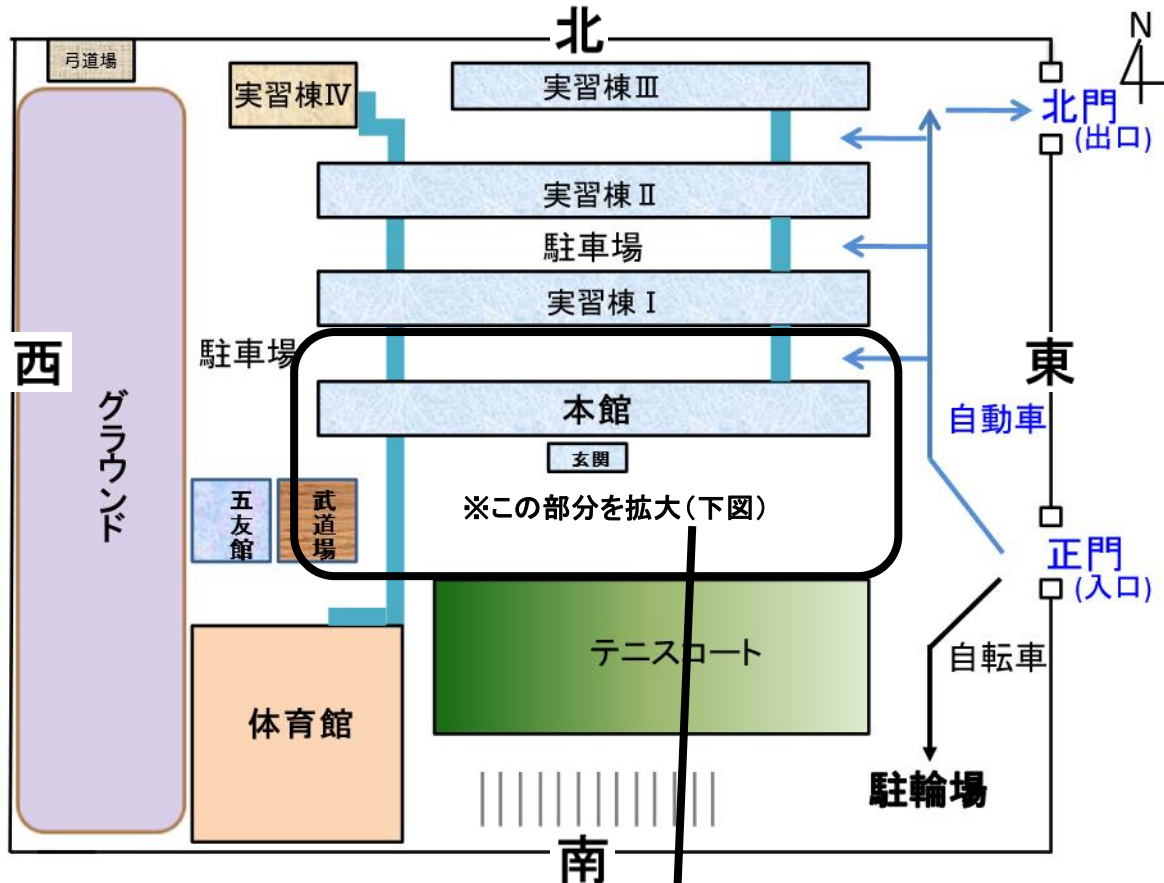 北
N
弓道場
実習棟Ⅳ
実習棟Ⅲ
北門
(出口)
実習棟Ⅱ
駐車場
実習棟Ⅰ
西
駐車場
東
グラウンド
本館
自動車
玄関
五友館
武道場
※この部分を拡大(下図)
正門
(入口)
テニスコート
自転車
体育館
駐輪場
南